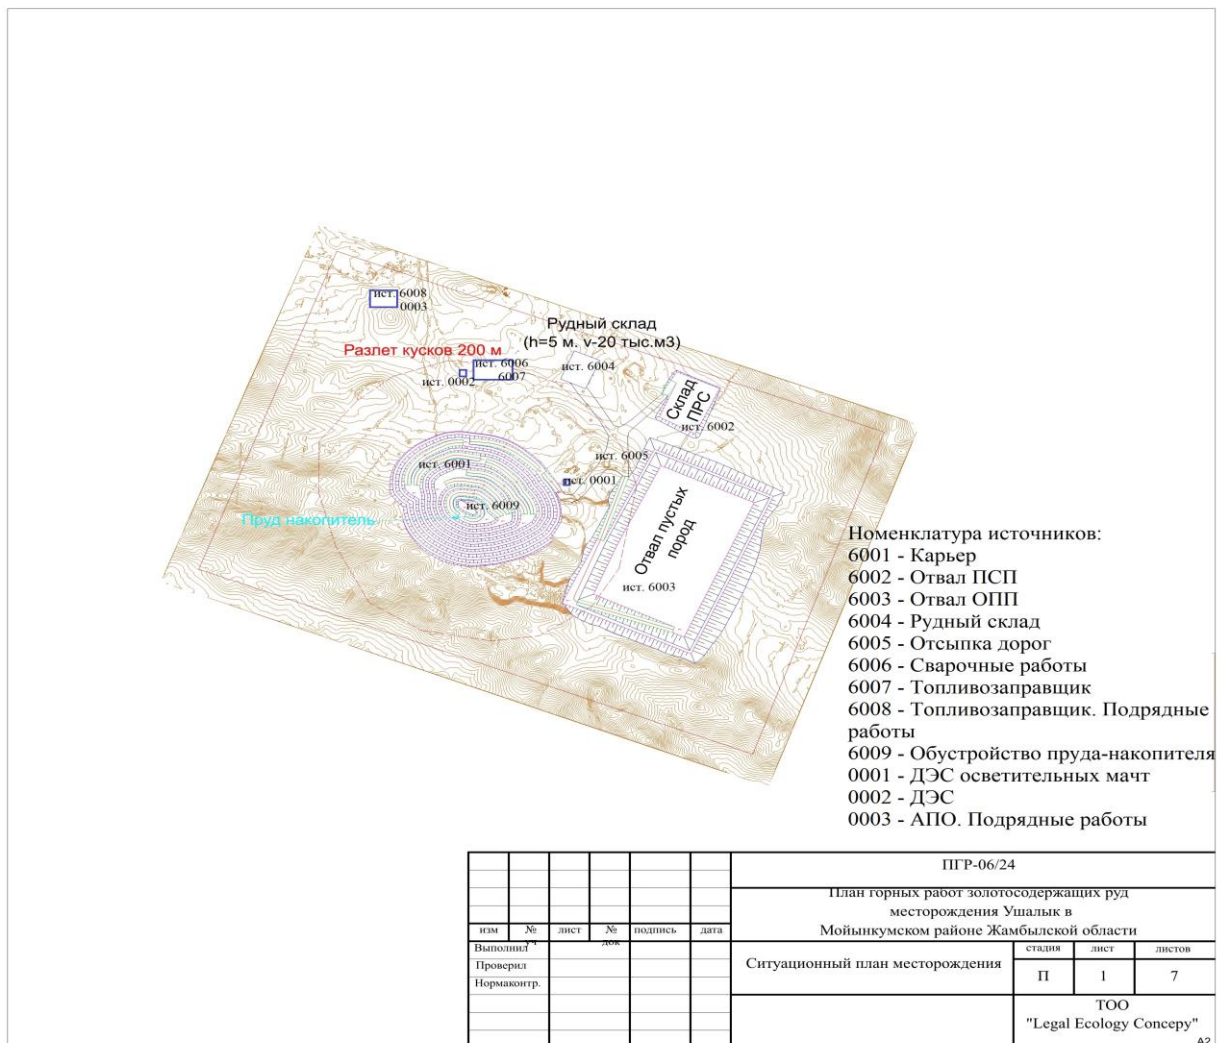 ист. 6008
0003
Рудный склад
(h=5 м. v-20 тыс.м3)
Разлет кусков 200 м
ист. 6006
6007
ист. 0002
ист. 6004
Склад
ПРС
ист. 6002
ист. 6005
ист. 6001
ист. 0001
ист. 6009
Пруд накопитель
Отвал пустых
пород
ист. 6003
Номенклатура источников:
6001 - Карьер
6002 - Отвал ПСП
6003 - Отвал ОПП
6004 - Рудный склад
6005 - Отсыпка дорог
6006 - Сварочные работы
6007 - Топливозаправщик
6008 - Топливозаправщик. Подрядные
работы
6009 - Обустройство пруда-накопителя
0001 - ДЭС осветительных мачт
0002 - ДЭС
0003 - АПО. Подрядные работы
ПГР-06/24
План горных работ золотосодержащих руд
месторождения Ушалык в
Мойынкумском районе Жамбылской области
изм № уч лист № док подпись дата
Выполнил
Проверил
Нормаконтр.
Ситуационный план месторождения
стадия лист листов
П 1 7
ТОО
"Legal Ecology Concepy"
А2